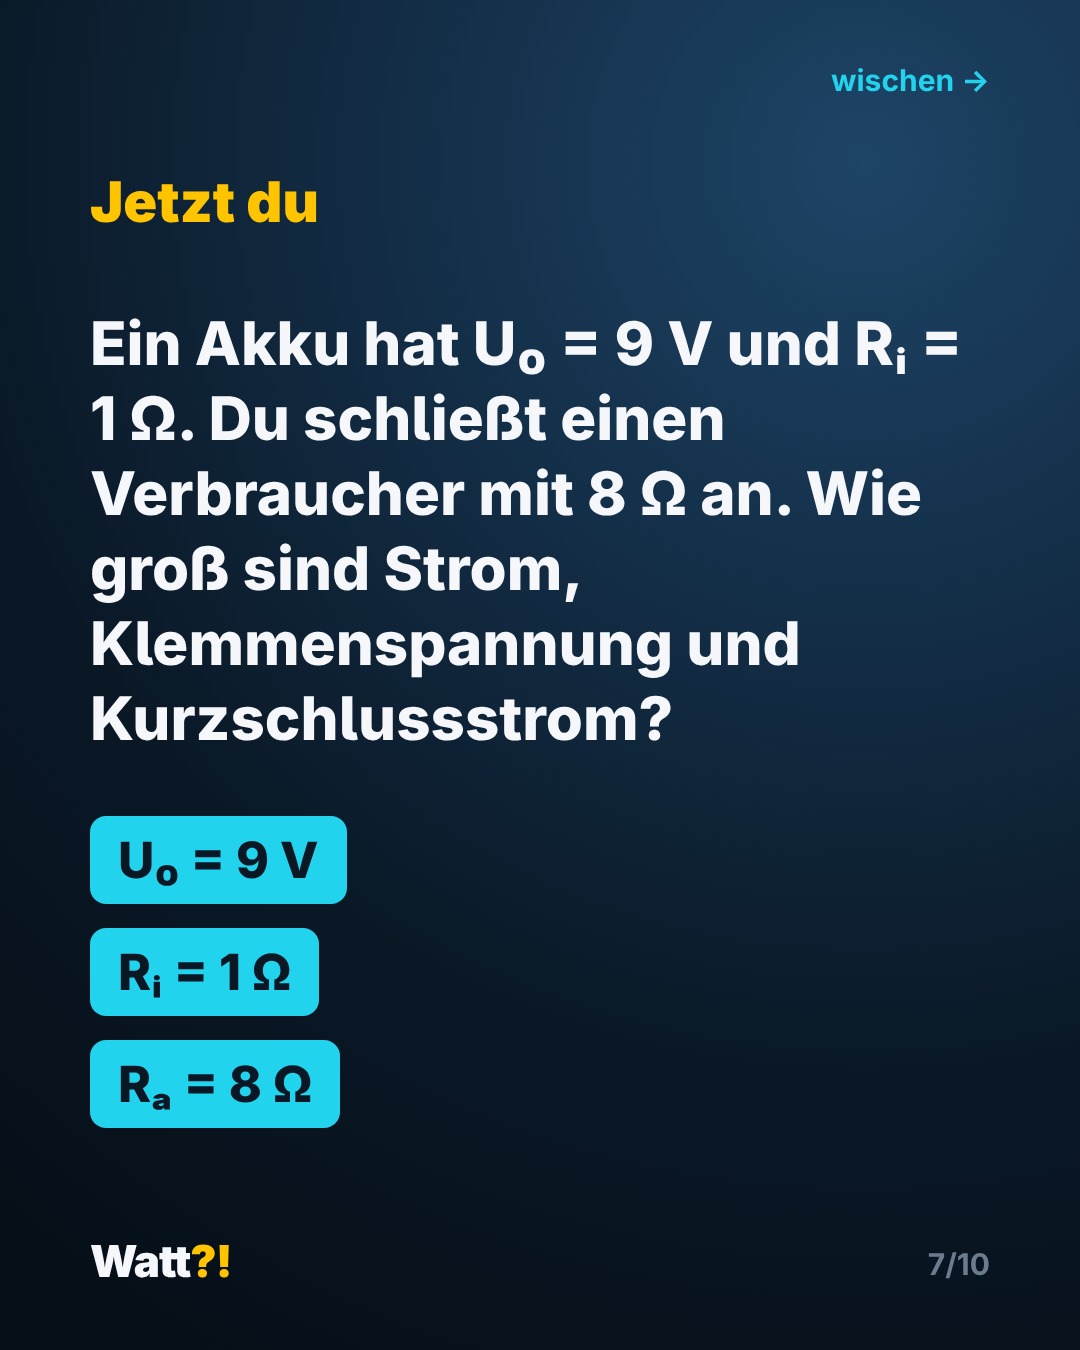 wischen →
Jetzt du
Ein Akku hat U₀ = 9 V und Rᵢ =
1 Ω. Du schließt einen
Verbraucher mit 8 Ω an. Wie
groß sind Strom,
Klemmenspannung und
Kurzschlussstrom?
U₀ = 9 V
Rᵢ = 1 Ω
Rₐ = 8 Ω
Watt?!
7/10